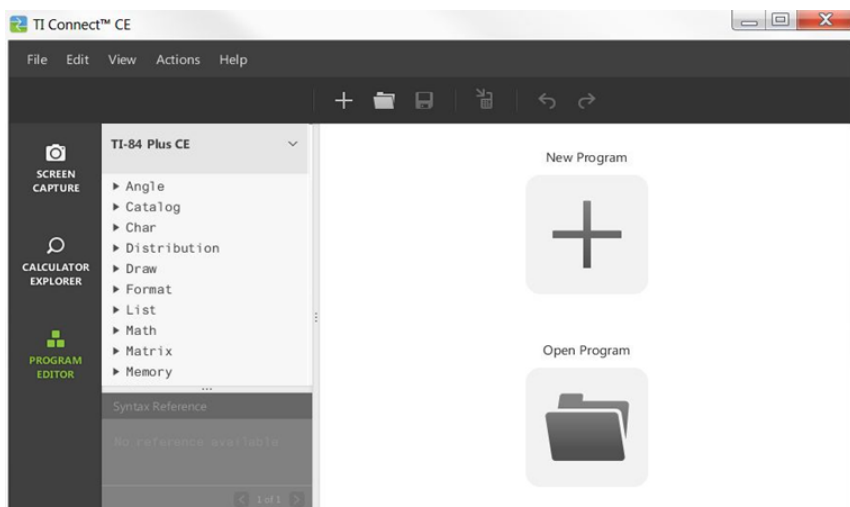 TI Connect™ CE
File Edit View Actions Help
SCREEN
CAPTURE
CALCULATOR
EXPLORER
PROGRAM
EDITOR
TI-84 Plus CE
Angle
Catalog
Char
Distribution
Draw
Format
List
Math
Matrix
Memory
Syntax Reference
No reference available
1 of 1
New Program
Open Program